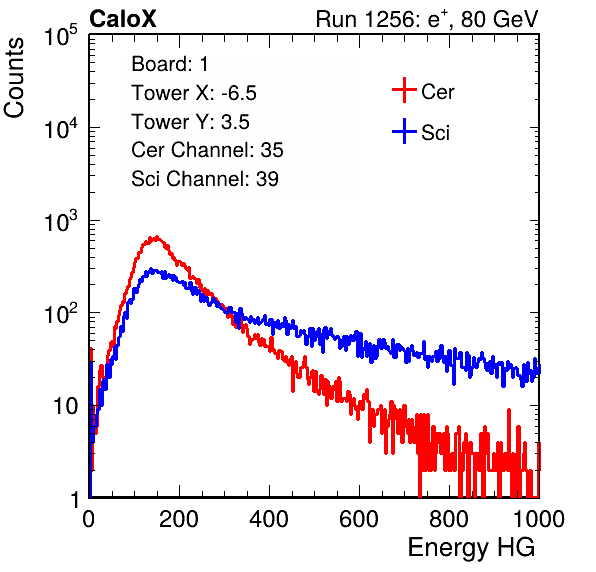 CaloX Run 1256: e⁺, 80 GeV
Counts
10⁵
10⁴
10³
10²
10
1
Board: 1
Tower X: -6.5
Tower Y: 3.5
Cer Channel: 35
Sci Channel: 39
Cer
Sci
0 200 400 600 800 1000
Energy HG